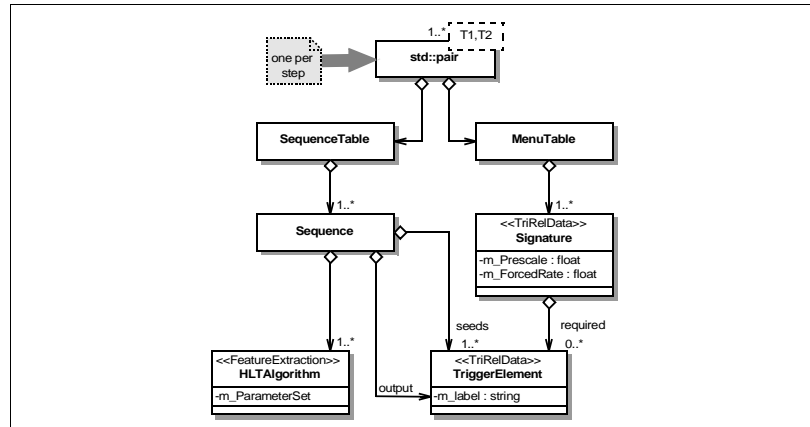 1..*
T1,T2
one per
step
std::pair
SequenceTable
MenuTable
1..*
1..*
Sequence
<<TriRelData>>
Signature
-m_Prescale : float
-m_ForcedRate : float
seeds
required
1..*
1..*
0..*
<<FeatureExtraction>>
HLTAlgorithm
-m_ParameterSet
output
<<TriRelData>>
TriggerElement
-m_label : string